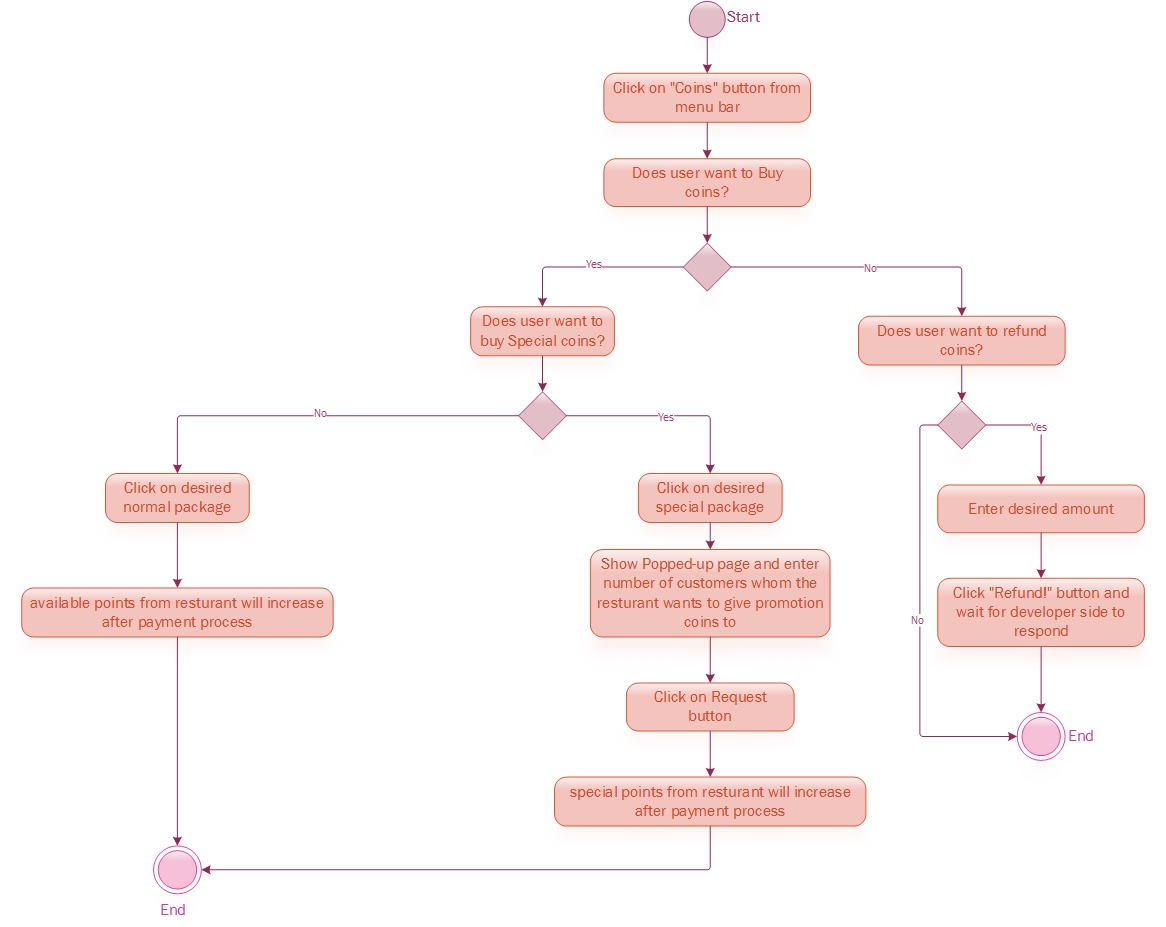 Start
Click on "Coins" button from
menu bar
Does user want to Buy
coins?
Yes
No
Does user want to
buy Special coins?
Does user want to refund
coins?
No
Yes
Yes
Click on desired
normal package
Click on desired
special package
Enter desired amount
Show Popped-up page and enter
number of customers whom the
resturant wants to give promotion
coins to
available points from resturant will increase
after payment process
Click "Refund!" button and
wait for developer side to
respond
No
Click on Request
button
End
special points from resturant will increase
after payment process
End